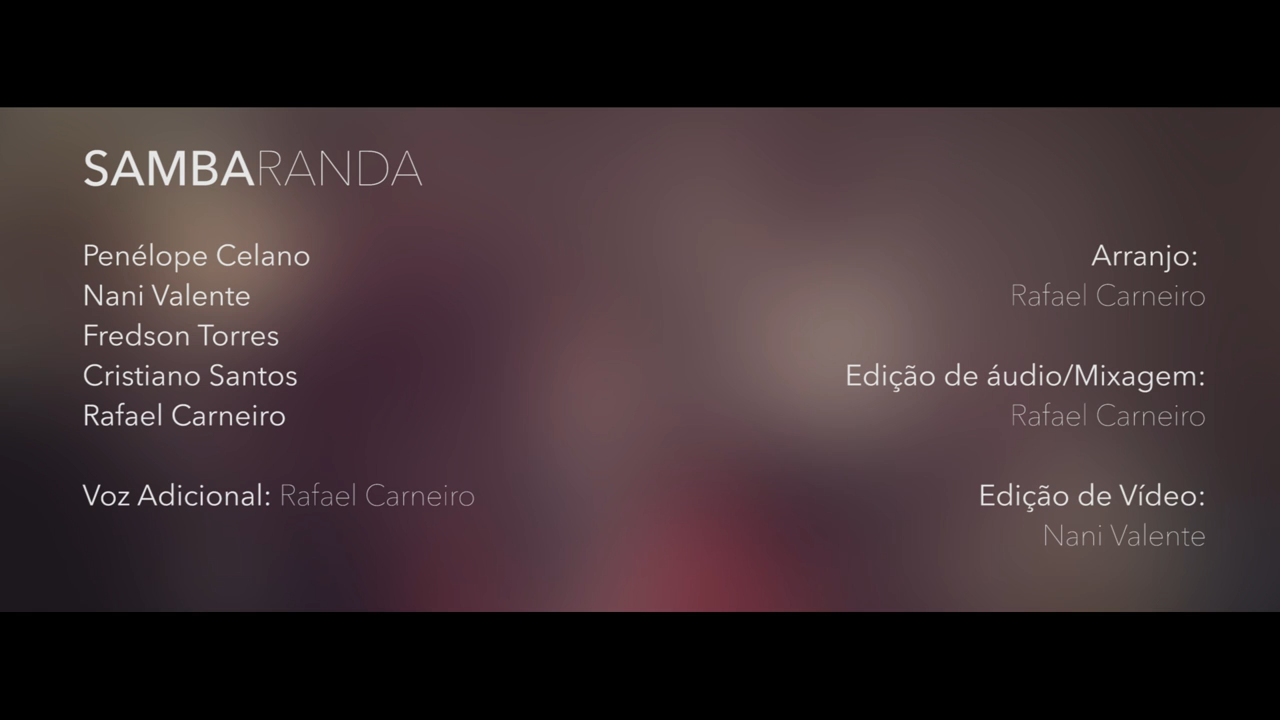 SAMBARANDA
Penélope Celano
Nani Valente
Fredson Torres
Cristiano Santos
Rafael Carneiro
Voz Adicional: Rafael Carneiro
Arranjo:
Rafael Carneiro
Edição de áudio/Mixagem:
Rafael Carneiro
Edição de Vídeo:
Nani Valente